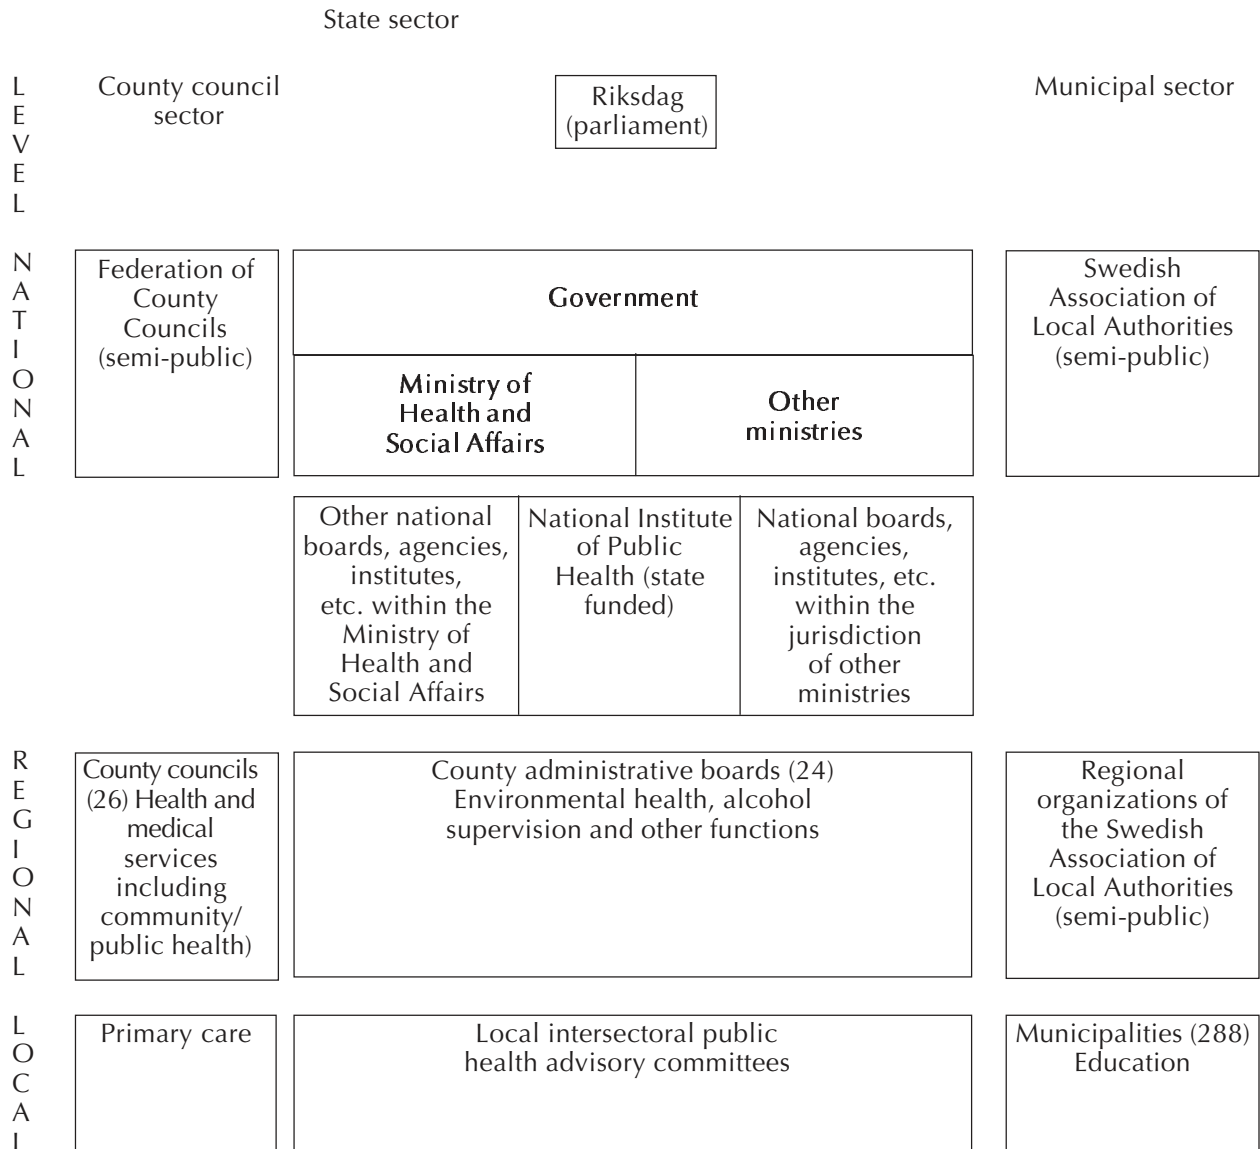 State sector
LEVEL
County council
sector
Riksdag
(parliament)
Municipal sector
NATIONAL
Federation of
County
Councils
(semi-public)
Government
Ministry of
Health and
Social Affairs
Other
ministries
Swedish
Association of
Local Authorities
(semi-public)
Other national
boards, agencies,
institutes,
etc. within the
Ministry of
Health and
Social Affairs
National Institute
of Public
Health (state
funded)
National boards,
agencies,
institutes, etc.
within the
jurisdiction
of other
ministries
REGIONAL
County councils
(26) Health and
medical
services
including
community/
public health)
County administrative boards (24)
Environmental health, alcohol
supervision and other functions
Regional
organizations of
the Swedish
Association of
Local Authorities
(semi-public)
LOCAL
Primary care
Local intersectoral public
health advisory committees
Municipalities (288)
Education